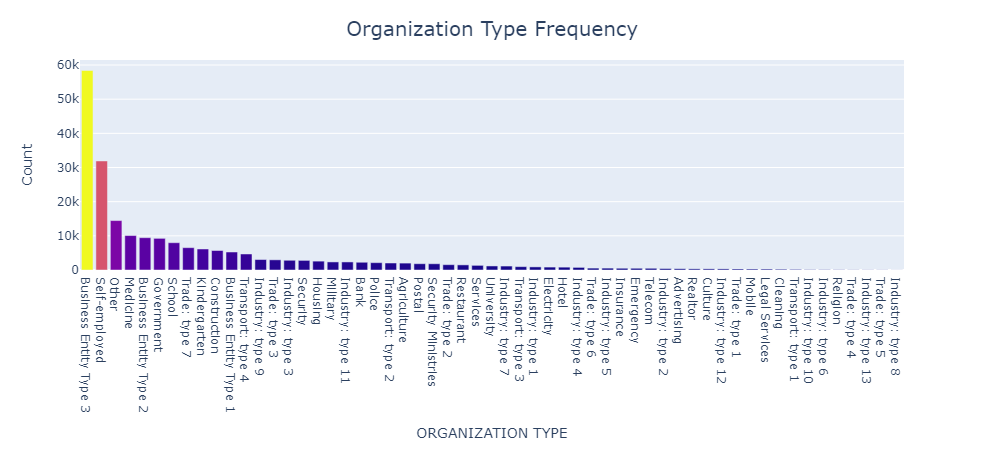 Organization Type Frequency
Count
60k
50k
40k
30k
20k
10k
0
Business Entity Type 3
Self-employed
Other
Medicine
Business Entity Type 2
Government
School
Trade: type 7
Kindergarten
Construction
Business Entity Type 1
Transport: type 4
Industry: type 9
Trade: type 3
Industry: type 3
Security
Housing
Military
Industry: type 11
Bank
Police
Transport: type 2
Agriculture
Postal
Security Ministries
Trade: type 2
Restaurant
Services
University
Industry: type 7
Transport: type 3
Industry: type 1
Electricity
Hotel
Industry: type 4
Trade: type 6
Industry: type 5
Insurance
Emergency
Telecom
Industry: type 2
Advertising
Realtor
Culture
Industry: type 12
Trade: type 1
Mobile
Legal Services
Cleaning
Transport: type 1
Industry: type 10
Industry: type 6
Religion
Trade: type 4
Industry: type 13
Trade: type 5
Industry: type 8
ORGANIZATION TYPE